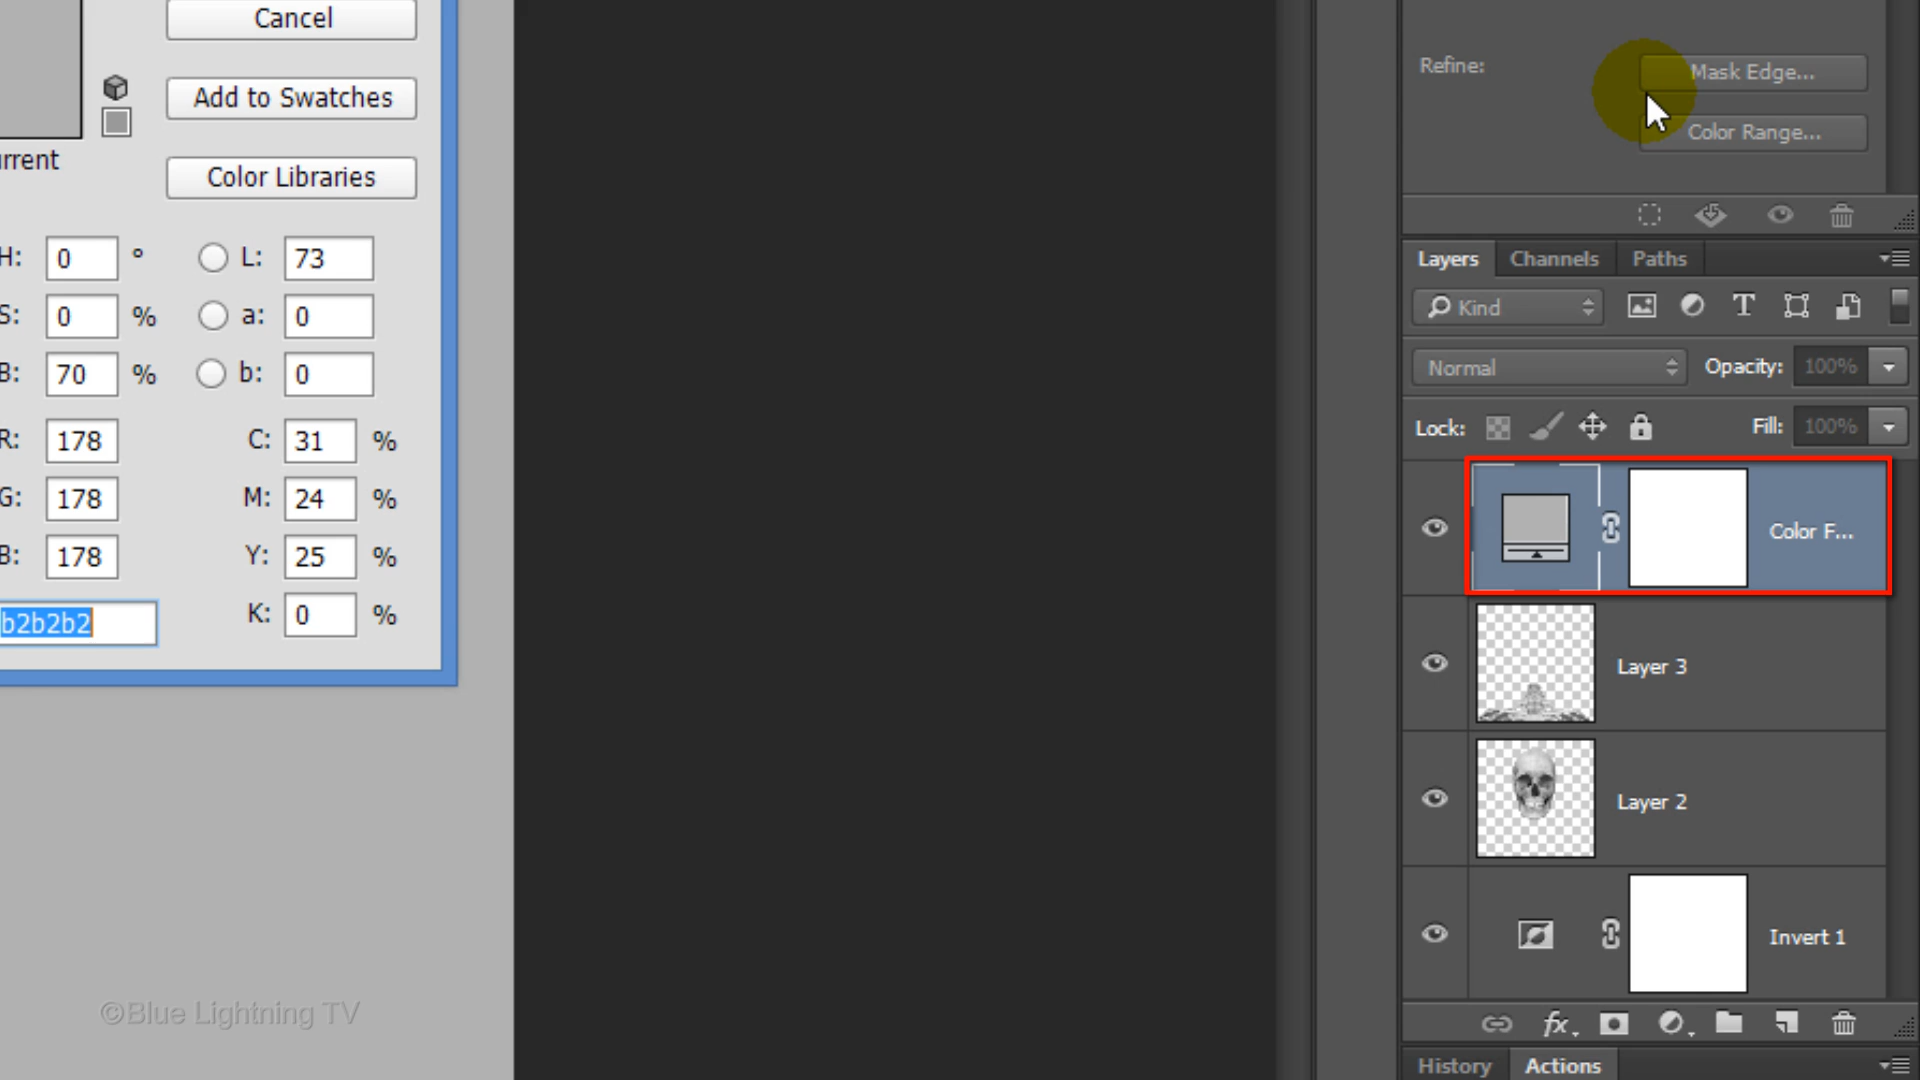 Cancel
Add to Swatches
urrent
Color Libraries
H: 0 ° L: 73
S: 0 % a: 0
B: 70 % b: 0
R: 178 C: 31 %
G: 178 M: 24 %
B: 178 Y: 25 %
b2b2b2 K: 0 %
©Blue Lightning TV
Refine: Mask Edge...
Color Range...
Layers Channels Paths
Kind
Normal Opacity: 100%
Lock: Fill: 100%
Color F...
Layer 3
Layer 2
Invert 1
fx
History Actions